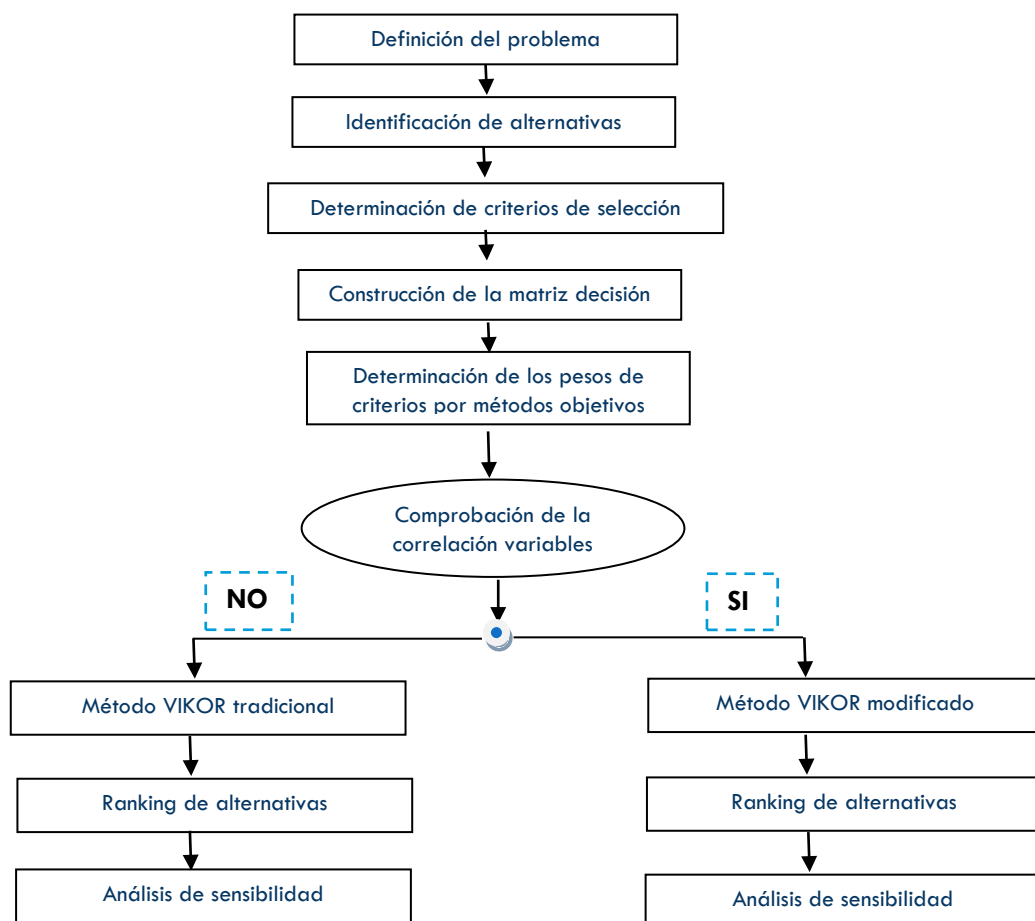 Definición del problema
Identificación de alternativas
Determinación de criterios de selección
Construcción de la matriz decisión
Determinación de los pesos de
criterios por métodos objetivos
Comprobación de la
correlación variables
NO
SI
Método VIKOR tradicional
Método VIKOR modificado
Ranking de alternativas
Ranking de alternativas
Análisis de sensibilidad
Análisis de sensibilidad